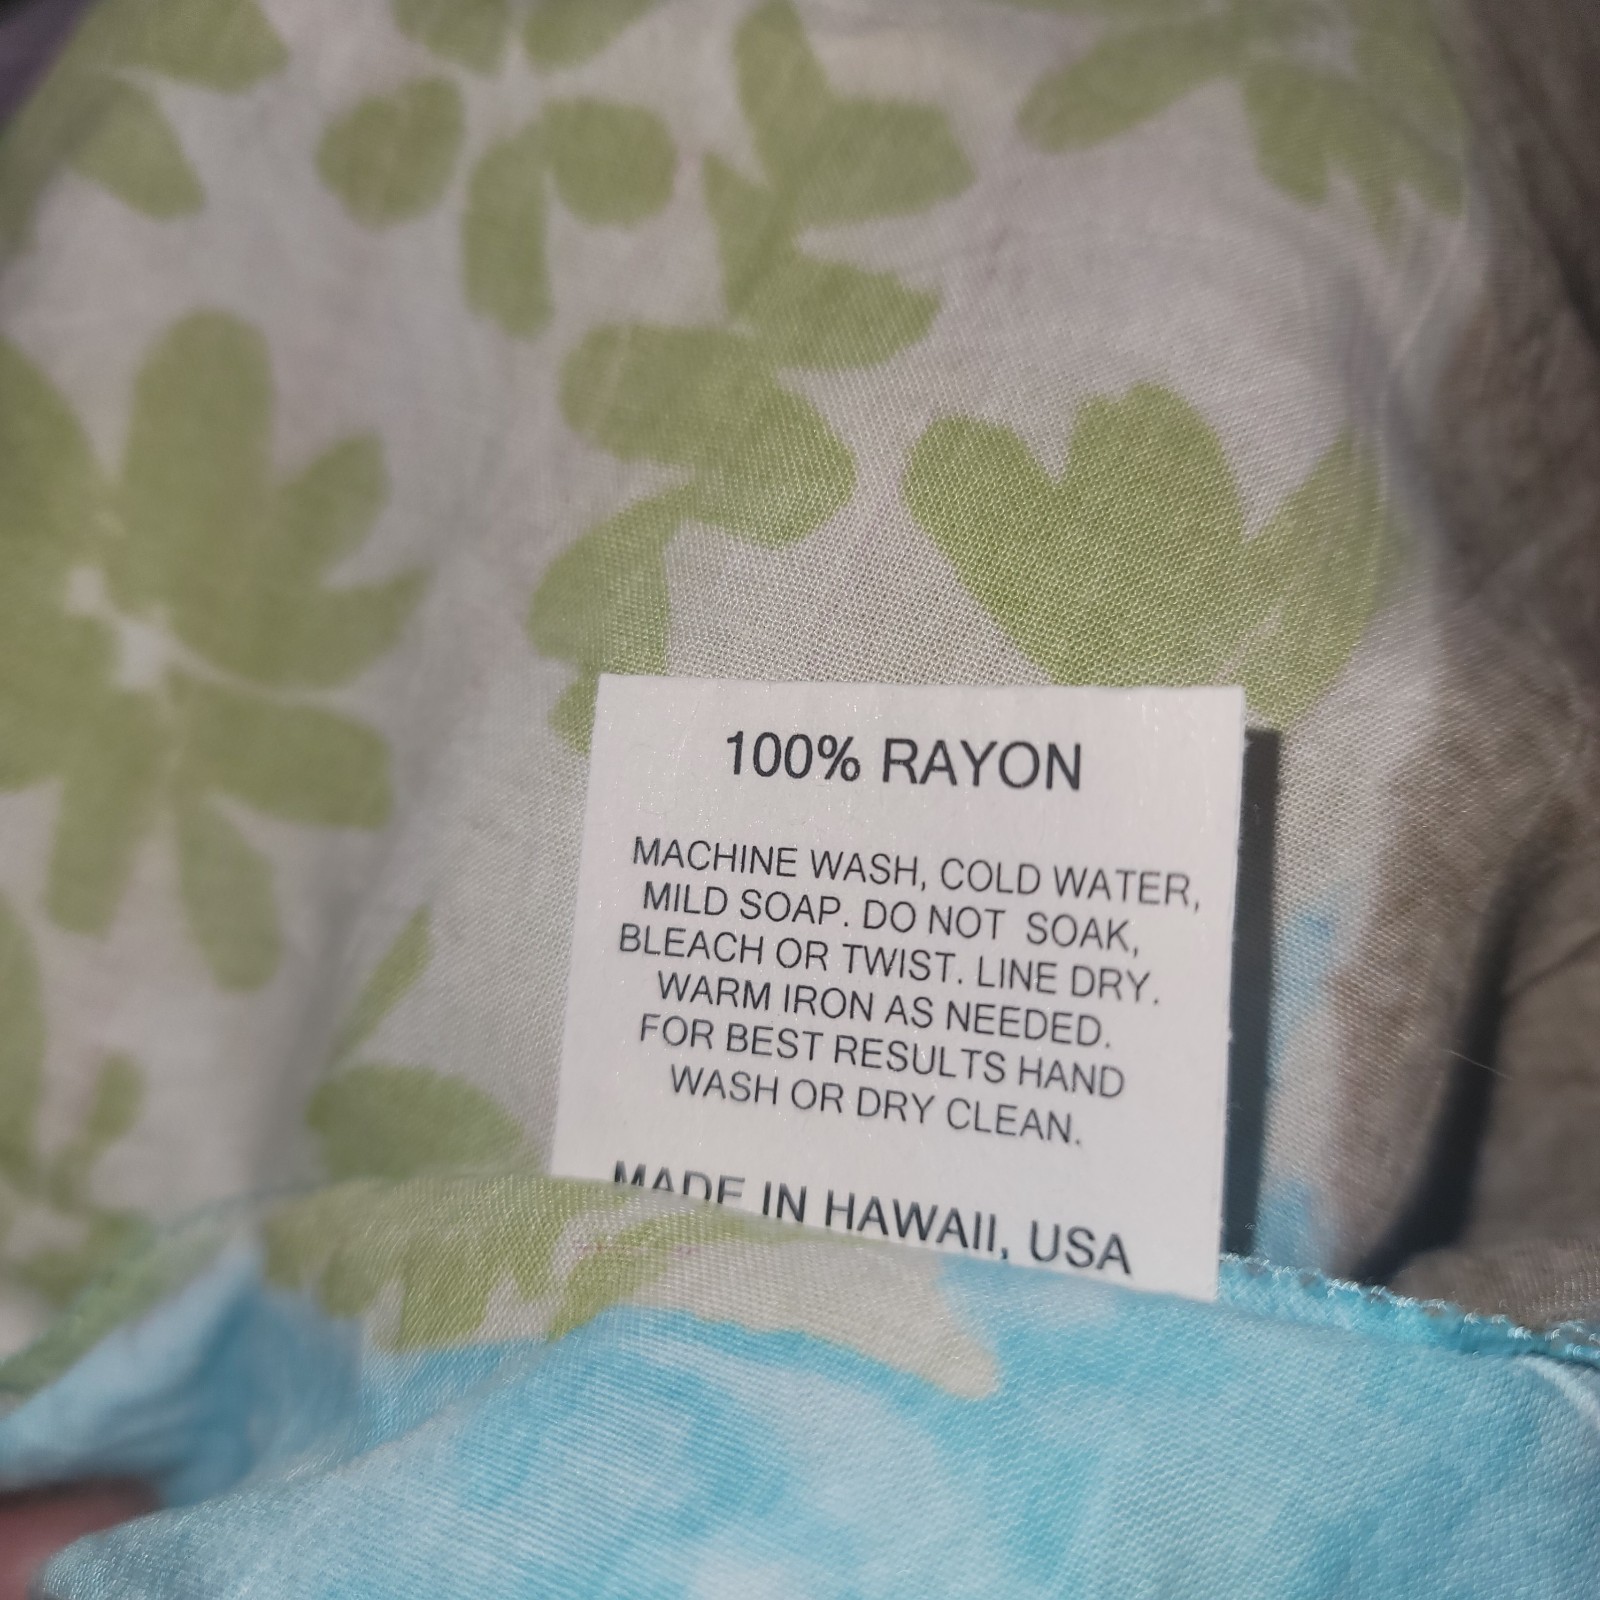 100% RAYON
MACHINE WASH, COLD WATER,
MILD SOAP. DO NOT SOAK,
BLEACH OR TWIST. LINE DRY.
WARM IRON AS NEEDED.
FOR BEST RESULTS HAND
WASH OR DRY CLEAN.
MADE IN HAWAII, USA